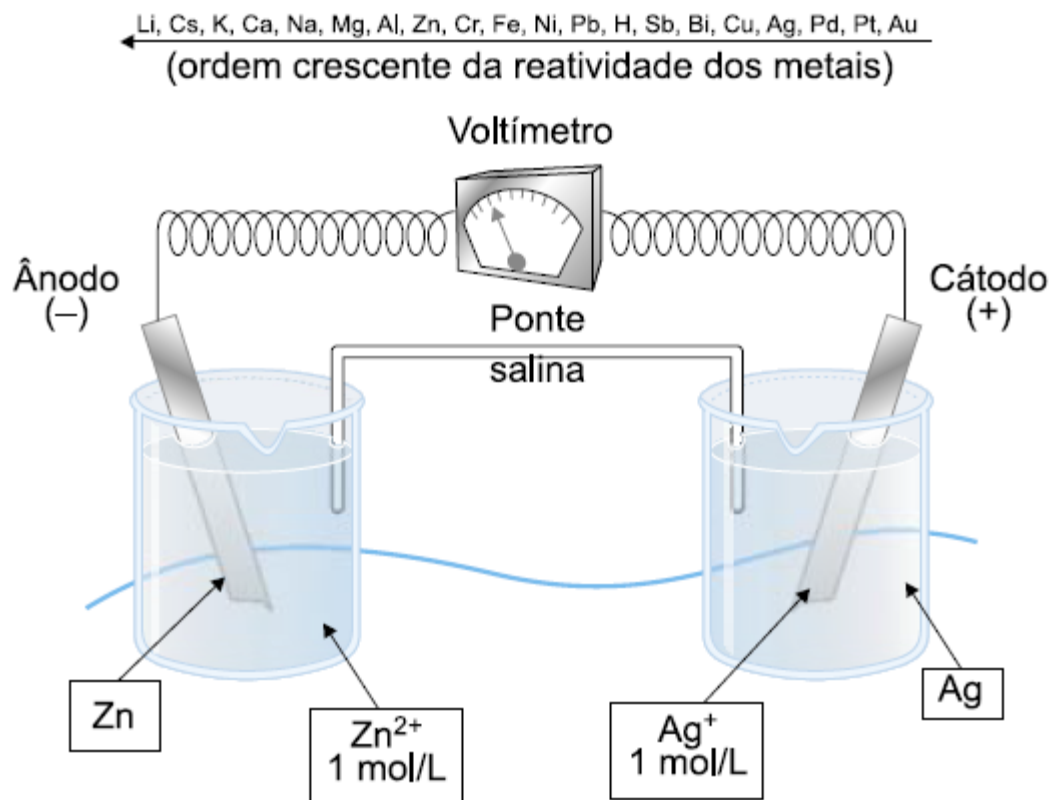 Li, Cs, K, Ca, Na, Mg, Al, Zn, Cr, Fe, Ni, Pb, H, Sb, Bi, Cu, Ag, Pd, Pt, Au
(ordem crescente da reatividade dos metais)
Voltímetro
Ânodo
(–)
Cátodo
(+)
Ponte
salina
Zn
Zn²⁺
1 mol/L
Ag⁺
1 mol/L
Ag